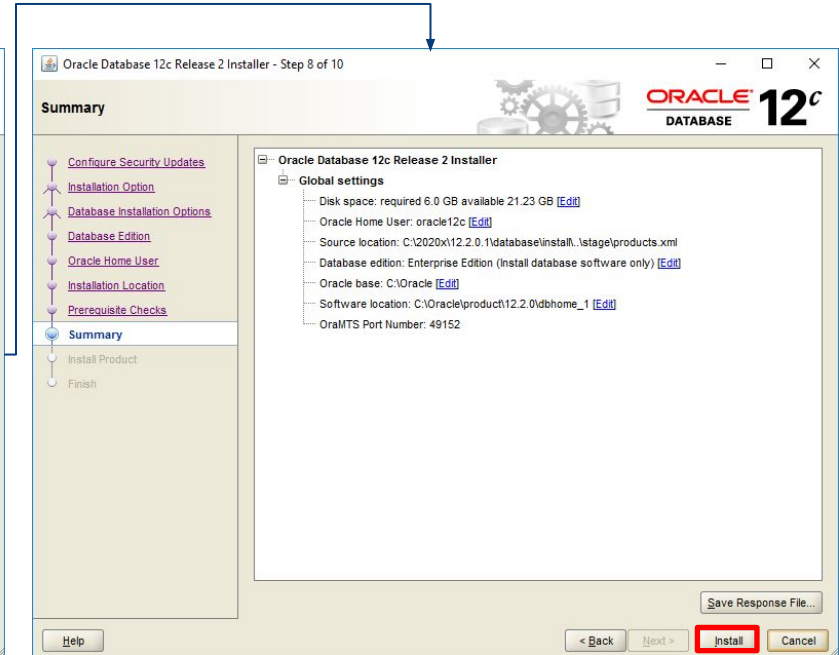 Oracle Database 12c Release 2 Installer - Step 8 of 10
Summary
ORACLE 12c
DATABASE
Configure Security Updates
Installation Option
Database Installation Options
Database Edition
Oracle Home User
Installation Location
Prerequisite Checks
Summary
Install Product
Finish
Oracle Database 12c Release 2 Installer
Global settings
Disk space: required 6.0 GB available 21.23 GB [Edit]
Oracle Home User: oracle12c [Edit]
Source location: C:\2020x\12.2.0.1\database\install\..\stage\products.xml
Database edition: Enterprise Edition (Install database software only) [Edit]
Oracle base: C:\Oracle [Edit]
Software location: C:\Oracle\product\12.2.0\dbhome_1 [Edit]
OraMTS Port Number: 49152
Save Response File...
Help
< Back
Next >
Install
Cancel